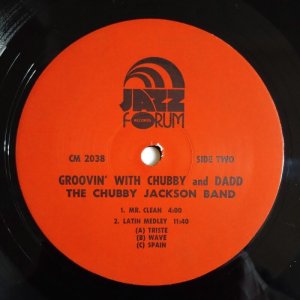 JAZZ
RECORDS
FORUM
CM 2038 SIDE TWO
GROOVIN' WITH CHUBBY and DADD
THE CHUBBY JACKSON BAND
1. MR. CLEAN 4:00
2. LATIN MEDLEY 11:40
(A) TRISTE
(B) WAVE
(C) SPAIN